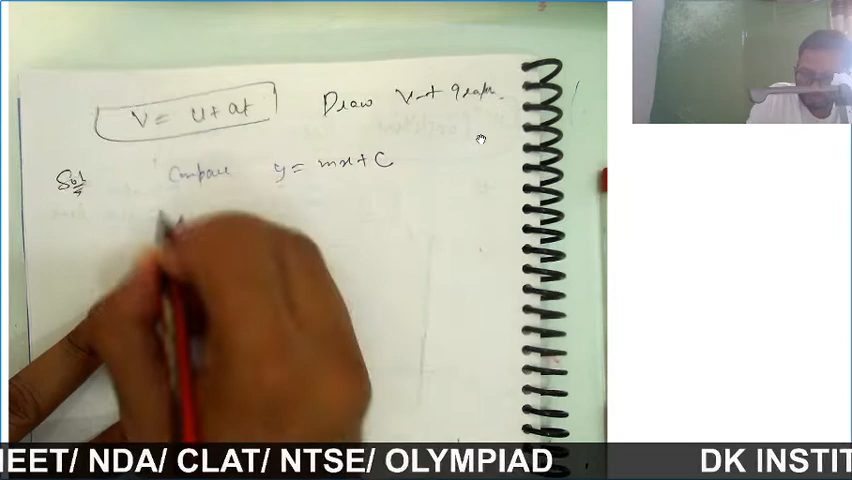 V = u + at Draw V-t graph.
Sol Compare y = mx + C
NEET/ NDA/ CLAT/ NTSE/ OLYMPIAD DK INSTIT